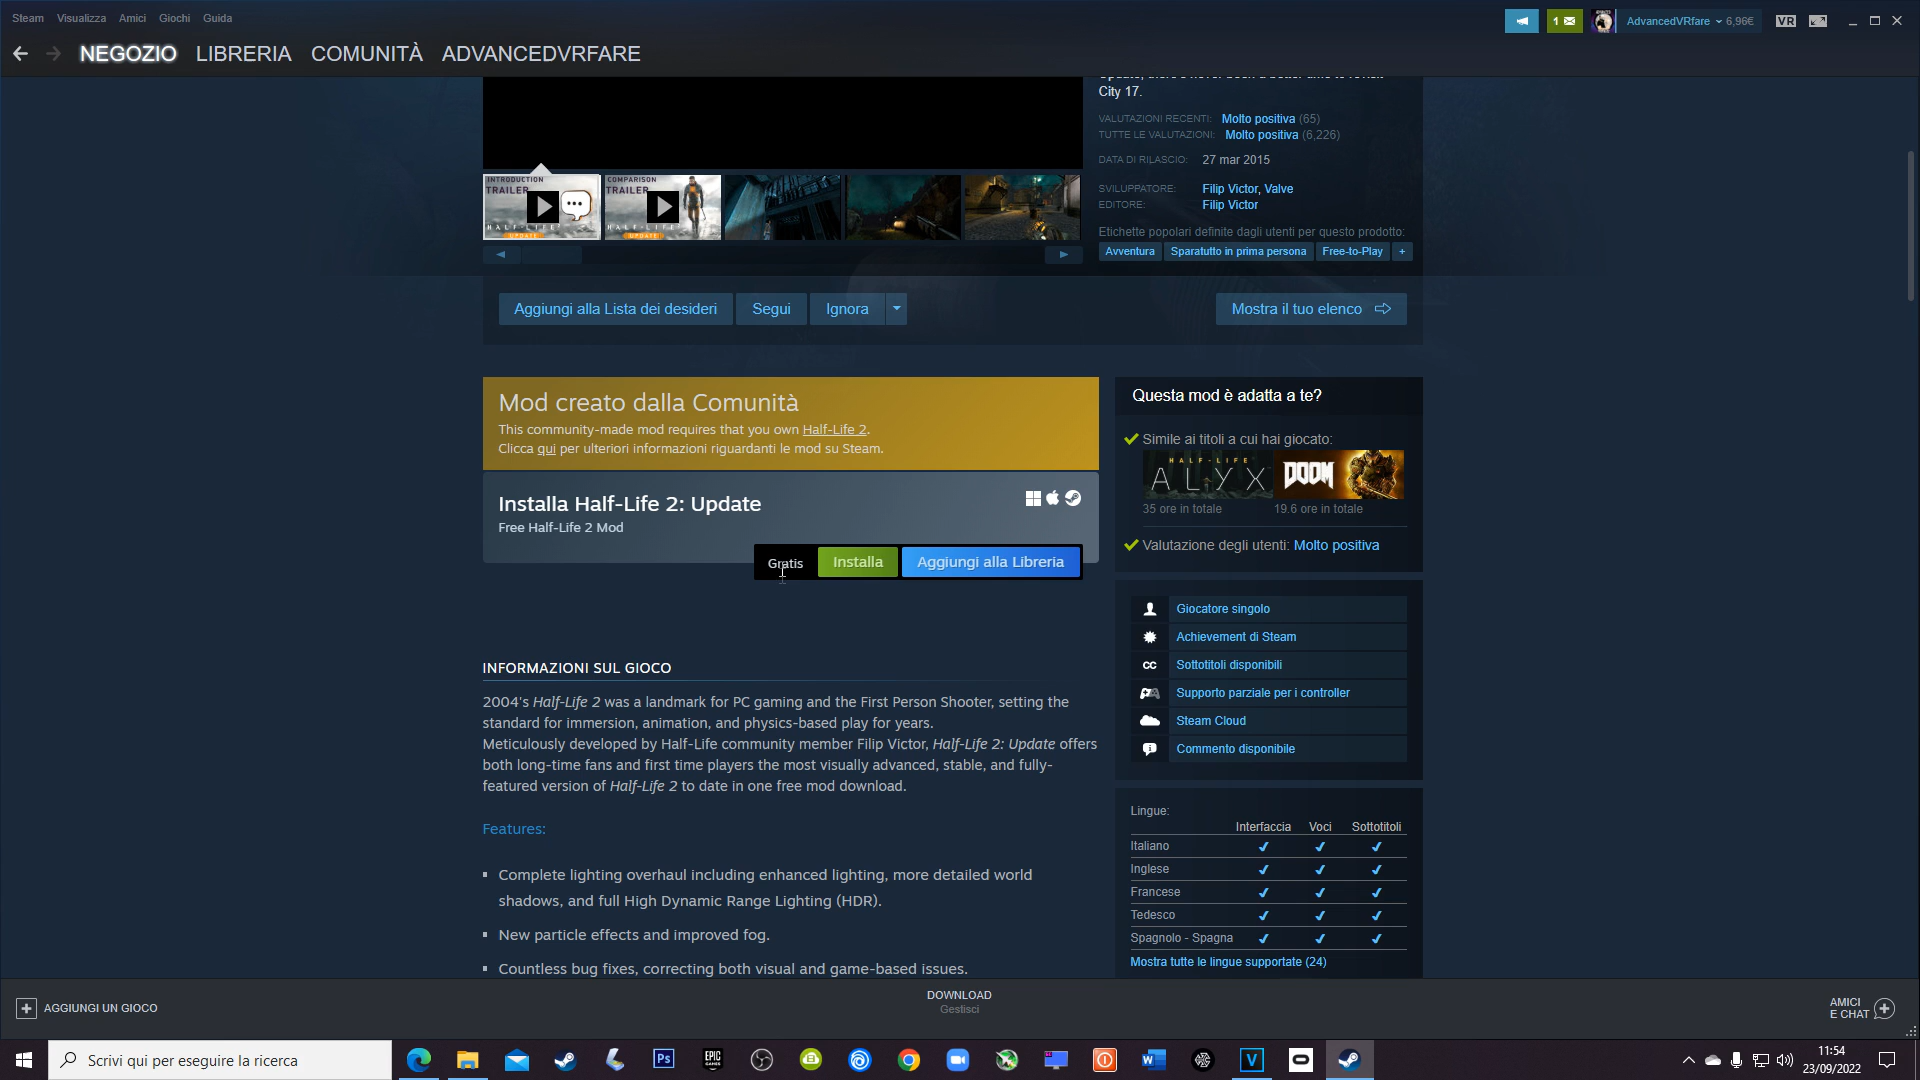 Steam Visualizza Amici Giochi Guida
1
AdvancedVRfare 6,96€
VR
NEGOZIO LIBRERIA COMUNITÀ ADVANCEDVRFARE
City 17.
VALUTAZIONI RECENTI: Molto positiva (65)
TUTTE LE VALUTAZIONI: Molto positiva (6,226)
DATA DI RILASCIO: 27 mar 2015
SVILUPPATORE: Filip Victor, Valve
EDITORE: Filip Victor
Etichette popolari definite dagli utenti per questo prodotto:
Avventura Sparatutto in prima persona Free-to-Play +
INTRODUCTION
TRAILER
HALF-LIFE
UPDATE
COMPARISON
TRAILER
HALF-LIFE
UPDATE
Aggiungi alla Lista dei desideri Segui Ignora Mostra il tuo elenco
Mod creato dalla Comunità
This community-made mod requires that you own Half-Life 2.
Clicca qui per ulteriori informazioni riguardanti le mod su Steam.
Installa Half-Life 2: Update
Free Half-Life 2 Mod
Gratis Installa Aggiungi alla Libreria
Questa mod è adatta a te?
Simile ai titoli a cui hai giocato:
HALF-LIFE
ALYX
DOOM
35 ore in totale 19.6 ore in totale
Valutazione degli utenti: Molto positiva
Giocatore singolo
Achievement di Steam
CC Sottotitoli disponibili
Supporto parziale per i controller
Steam Cloud
Commento disponibile
INFORMAZIONI SUL GIOCO
2004's Half-Life 2 was a landmark for PC gaming and the First Person Shooter, setting the
standard for immersion, animation, and physics-based play for years.
Meticulously developed by Half-Life community member Filip Victor, Half-Life 2: Update offers
both long-time fans and first time players the most visually advanced, stable, and fully-
featured version of Half-Life 2 to date in one free mod download.
Features:
Complete lighting overhaul including enhanced lighting, more detailed world
shadows, and full High Dynamic Range Lighting (HDR).
New particle effects and improved fog.
Countless bug fixes, correcting both visual and game-based issues.
Lingue:
Interfaccia Voci Sottotitoli
Italiano
Inglese
Francese
Tedesco
Spagnolo - Spagna
Mostra tutte le lingue supportate (24)
AGGIUNGI UN GIOCO
DOWNLOAD
Gestisci
AMICI
E CHAT
Scrivi qui per eseguire la ricerca
Ps
EPIC
GAMES
W
V
11:54
23/09/2022